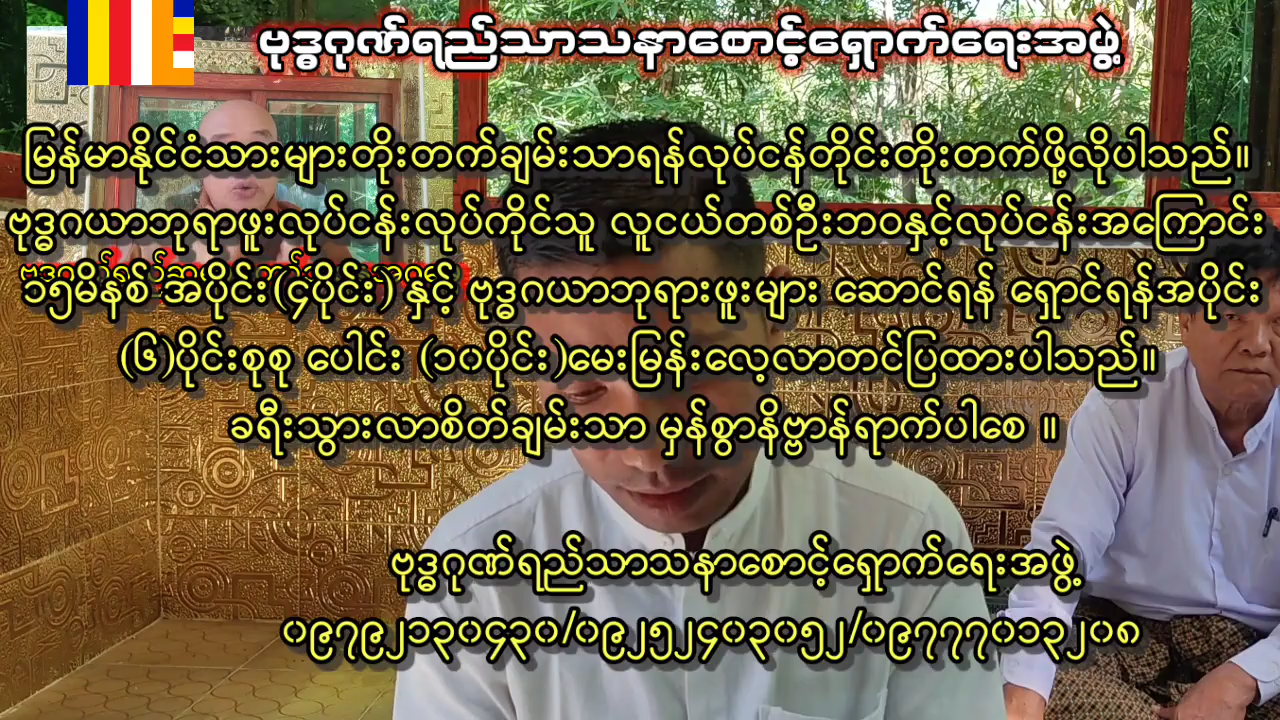 ဗုဒ္ဓဂုဏ်ရည်သာသနာစောင့်ရှောက်ရေးအဖွဲ့
မြန်မာနိုင်ငံသားများတိုးတက်ချမ်းသာရန်လုပ်ငန်တိုင်းတိုးတက်ဖို့လိုပါသည်။
ဗုဒ္ဓဂယာဘုရာဖူးလုပ်ငန်းလုပ်ကိုင်သူ လူငယ်တစ်ဦးဘဝနှင့်လုပ်ငန်းအကြောင်း
၁၅မိနစ် အပိုင်း(၄ပိုင်း) နှင့် ဗုဒ္ဓဂယာဘုရားဖူးများ ဆောင်ရန် ရှောင်ရန်အပိုင်း
(၆)ပိုင်းစုစု ပေါင်း (၁၀ပိုင်း)မေးမြန်းလေ့လာတင်ပြထားပါသည်။
ခရီးသွားလာစိတ်ချမ်းသာ မှန်စွာနိဗ္ဗာန်ရာက်ပါစေ ။
ဗုဒ္ဓဂုဏ်ရည်သာသနာစောင့်ရှောက်ရေးအဖွဲ့
၀၉၇၉၂၁၃၀၄၃၀/၀၉၂၅၂၄၀၃၀၅၂/၀၉၇၇၇၀၁၃၂၀၈